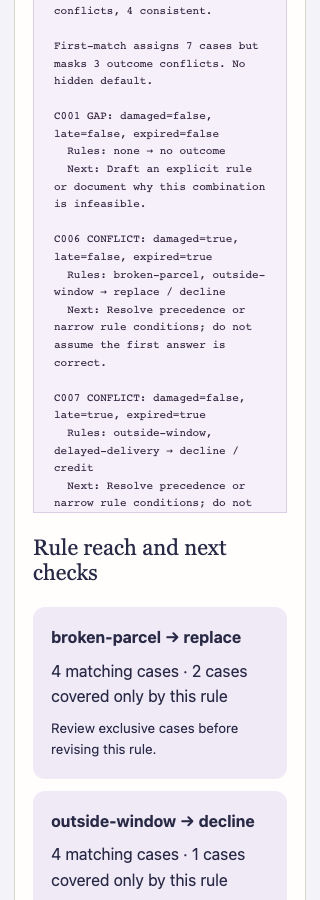 conflicts, 4 consistent.
First-match assigns 7 cases but
masks 3 outcome conflicts. No
hidden default.
C001 GAP: damaged=false,
late=false, expired=false
Rules: none → no outcome
Next: Draft an explicit rule
or document why this combination
is infeasible.
C006 CONFLICT: damaged=true,
late=false, expired=true
Rules: broken-parcel, outside-
window → replace / decline
Next: Resolve precedence or
narrow rule conditions; do not
assume the first answer is
correct.
C007 CONFLICT: damaged=false,
late=true, expired=true
Rules: outside-window,
delayed-delivery → decline /
credit
Next: Resolve precedence or
narrow rule conditions; do not
Rule reach and next
checks
broken-parcel → replace
4 matching cases · 2 cases
covered only by this rule
Review exclusive cases before
revising this rule.
outside-window → decline
4 matching cases · 1 cases
covered only by this rule